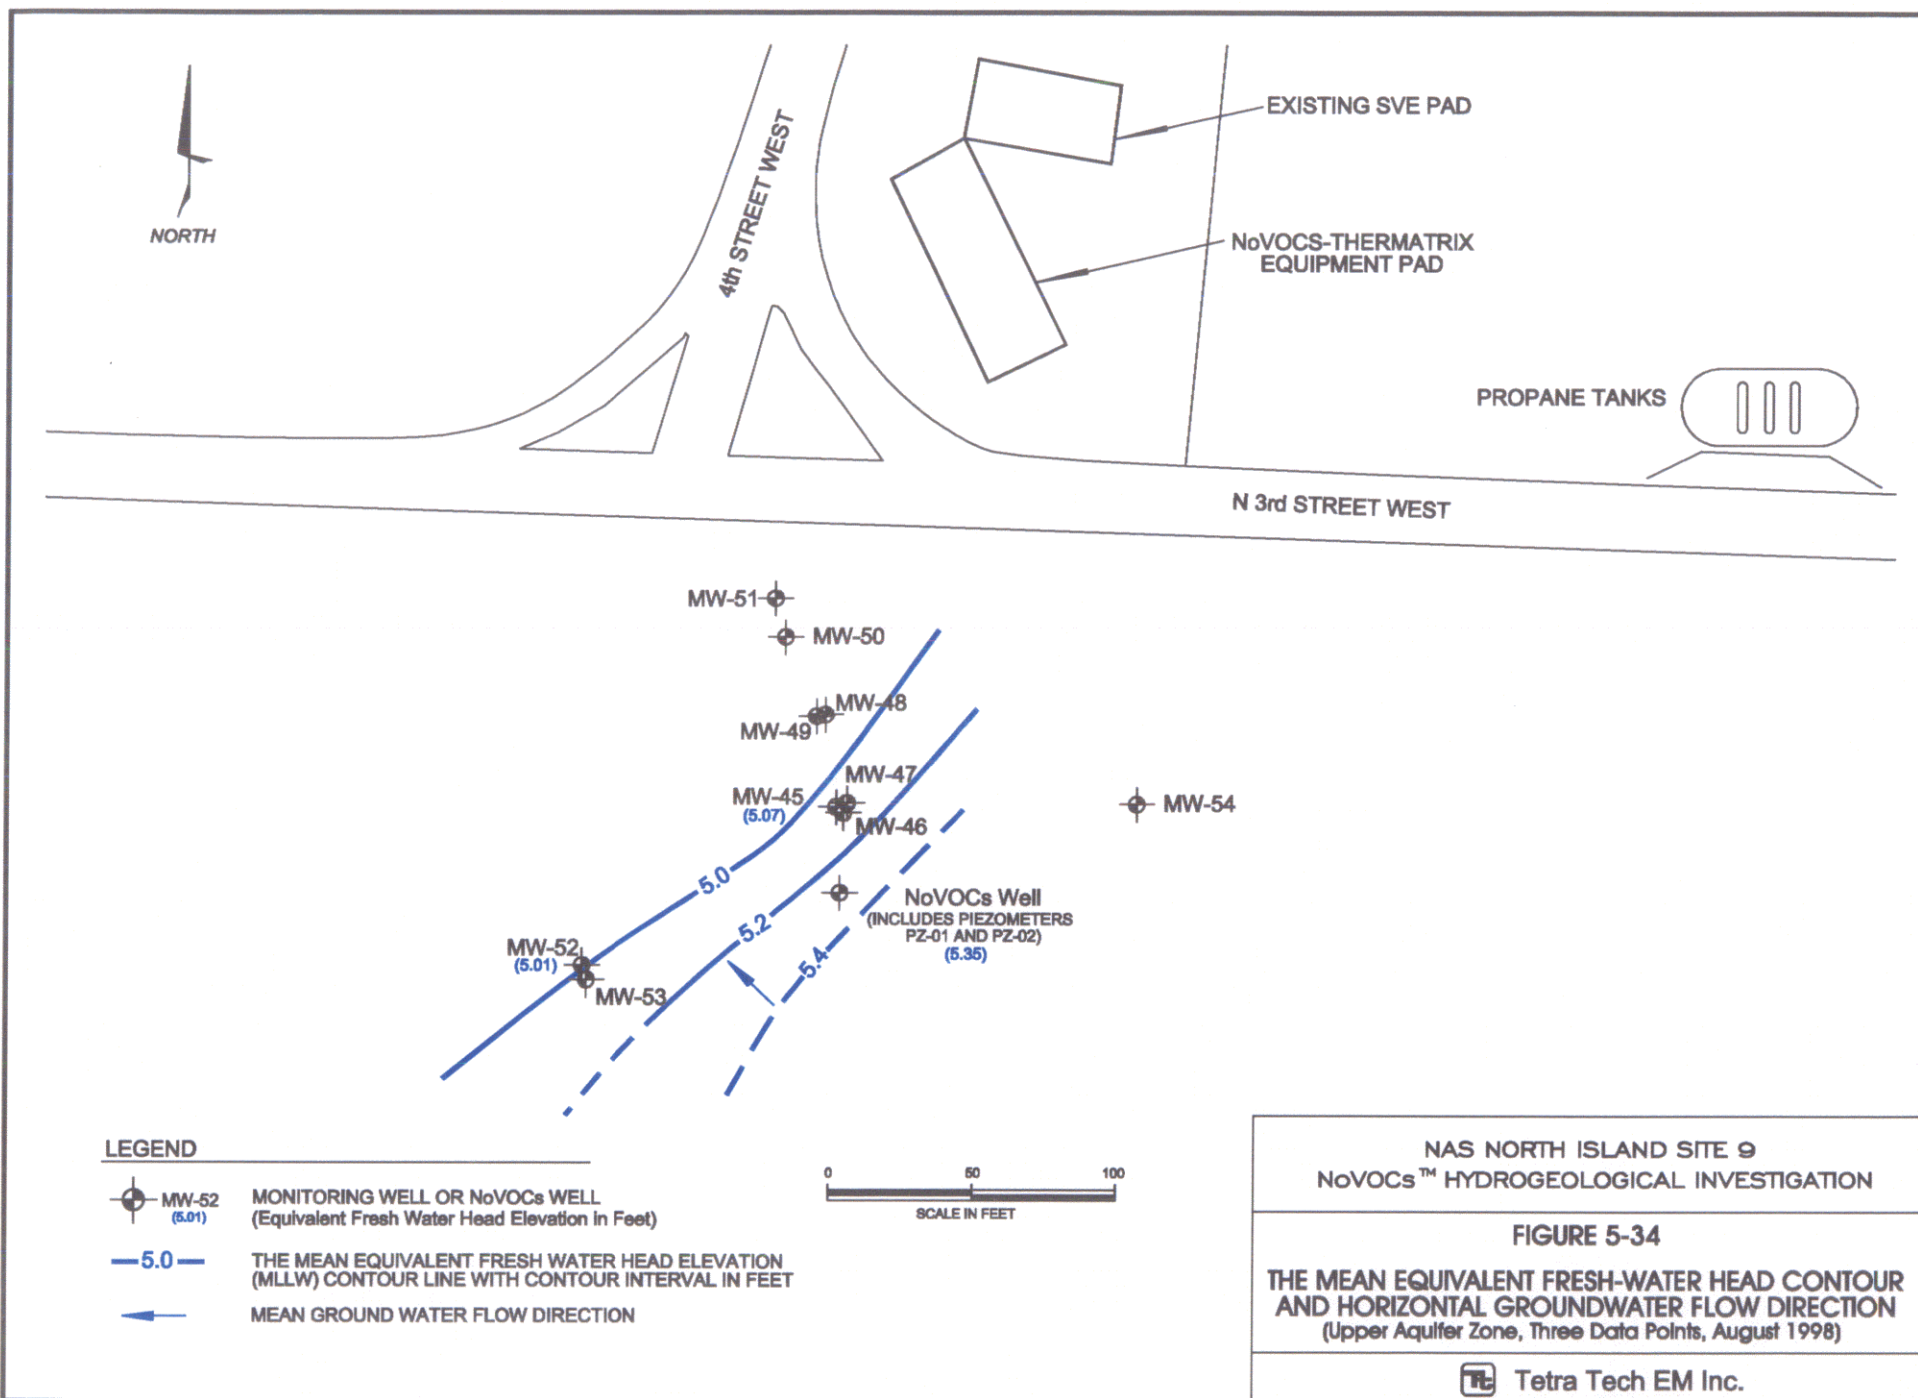 NORTH
4th STREET WEST
EXISTING SVE PAD
NoVOCS-THERMATRIX
EQUIPMENT PAD
PROPANE TANKS
N 3rd STREET WEST
MW-51
MW-50
MW-48
MW-49
MW-47
MW-45
(5.07)
MW-46
MW-54
5.0
NoVOCs Well
(INCLUDES PIEZOMETERS
PZ-01 AND PZ-02)
(5.35)
5.2
5.4
MW-52
(5.01)
MW-53
LEGEND
MW-52
(5.01)
MONITORING WELL OR NoVOCs WELL
(Equivalent Fresh Water Head Elevation in Feet)
5.0
THE MEAN EQUIVALENT FRESH WATER HEAD ELEVATION
(MLLW) CONTOUR LINE WITH CONTOUR INTERVAL IN FEET
MEAN GROUND WATER FLOW DIRECTION
0 50 100
SCALE IN FEET
NAS NORTH ISLAND SITE 9
NoVOCs™ HYDROGEOLOGICAL INVESTIGATION
FIGURE 5-34
THE MEAN EQUIVALENT FRESH-WATER HEAD CONTOUR
AND HORIZONTAL GROUNDWATER FLOW DIRECTION
(Upper Aquifer Zone, Three Data Points, August 1998)
Tt Tetra Tech EM Inc.